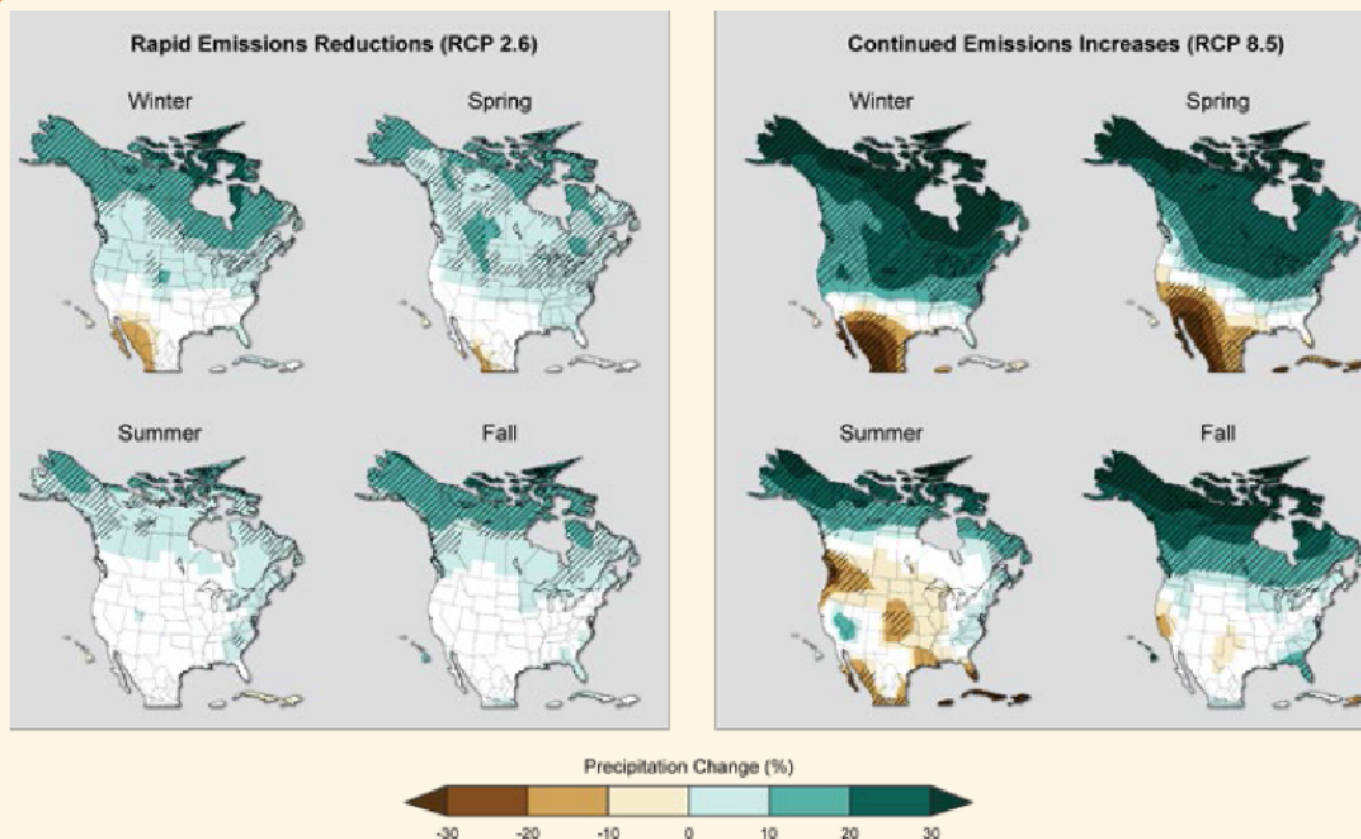 Rapid Emissions Reductions (RCP 2.6)
Winter
Spring
Summer
Fall
Continued Emissions Increases (RCP 8.5)
Winter
Spring
Summer
Fall
Precipitation Change (%)
-30 -20 -10 0 10 20 30